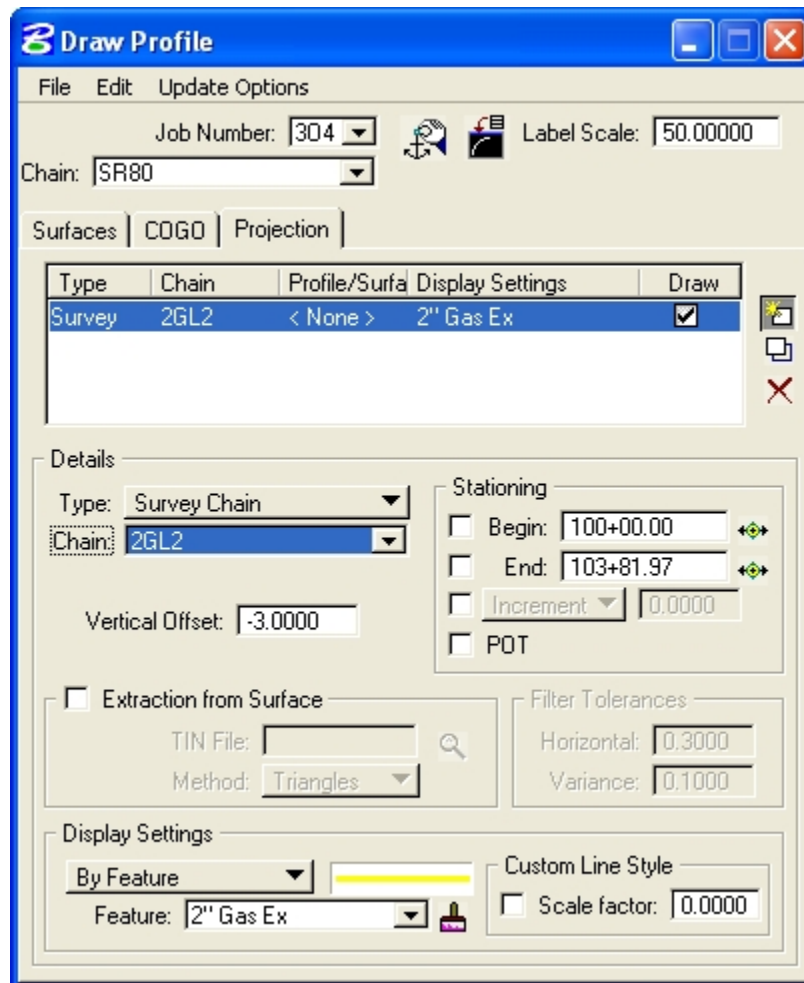 Draw Profile
File Edit Update Options
Job Number: 304 Label Scale: 50.00000
Chain: SR80
Surfaces COGO Projection
Type Chain Profile/Surfa Display Settings Draw
Survey 2GL2 < None > 2" Gas Ex
Details
Type: Survey Chain
Chain: 2GL2
Vertical Offset: -3.0000
Stationing
Begin: 100+00.00
End: 103+81.97
Increment 0.0000
POT
Extraction from Surface
TIN File:
Method: Triangles
Filter Tolerances
Horizontal: 0.3000
Variance: 0.1000
Display Settings
By Feature
Feature: 2" Gas Ex
Custom Line Style
Scale factor: 0.0000